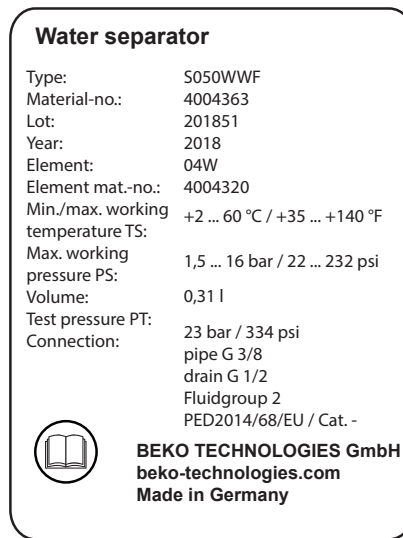 Water separator
Type: S050WWF
Material-no.: 4004363
Lot: 201851
Year: 2018
Element: 04W
Element mat.-no.: 4004320
Min./max. working
temperature TS: +2 ... 60 °C / +35 ... +140 °F
Max. working
pressure PS: 1,5 ... 16 bar / 22 ... 232 psi
Volume: 0,31 l
Test pressure PT: 23 bar / 334 psi
Connection: pipe G 3/8
drain G 1/2
Fluidgroup 2
PED2014/68/EU / Cat. -
BEKO TECHNOLOGIES GmbH
beko-technologies.com
Made in Germany